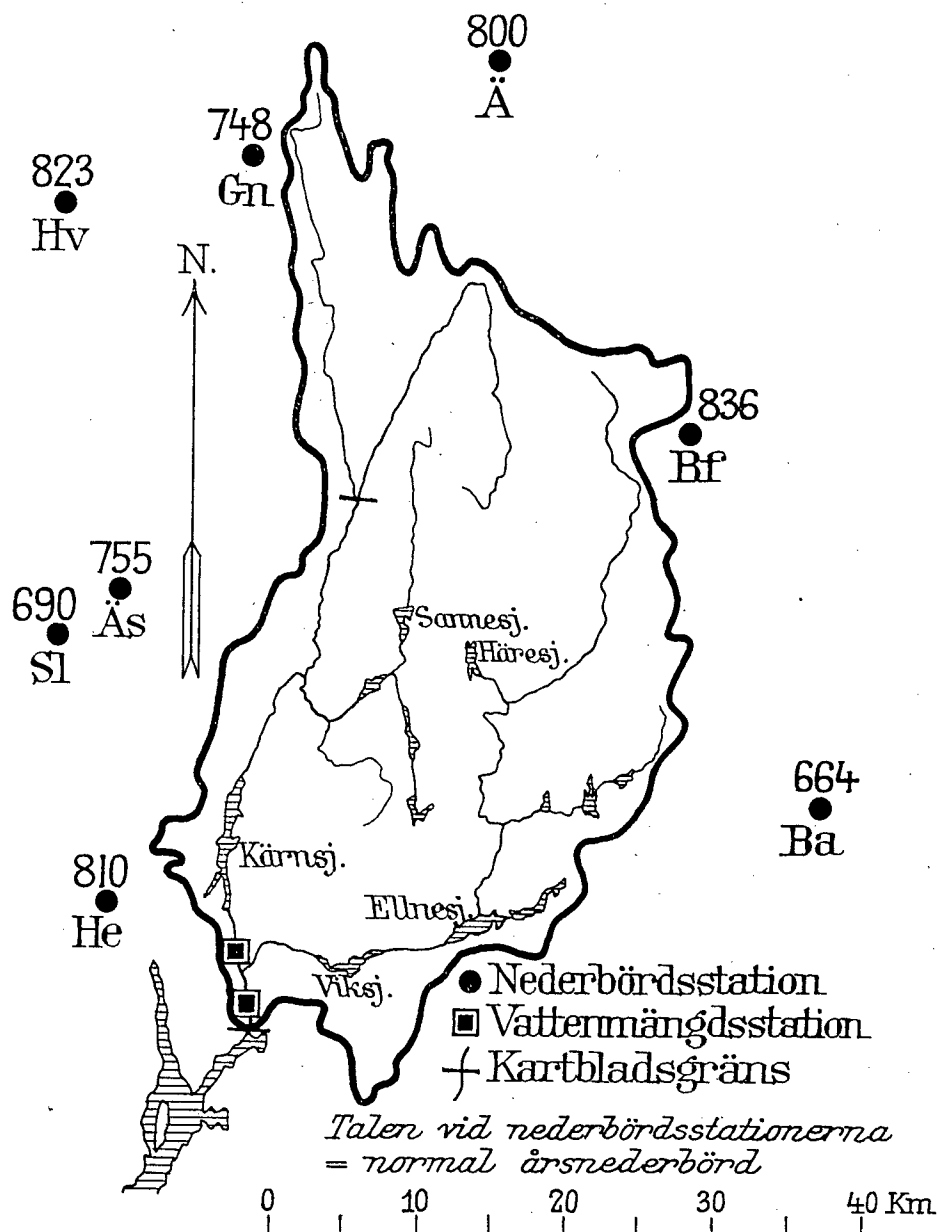 800
Ä
748
Gn
823
Hv
N.
836
Bf
755
Äs
690
Sl
Sannesj.
Häresj.
664
Ba
Kärnsj.
810
He
Ellnesj.
Viksj.
Nederbördsstation
Vattenmängdsstation
Kartbladsgräns
Talen vid nederbördsstationerna
= normal årsnederbörd
0 10 20 30 40 Km.